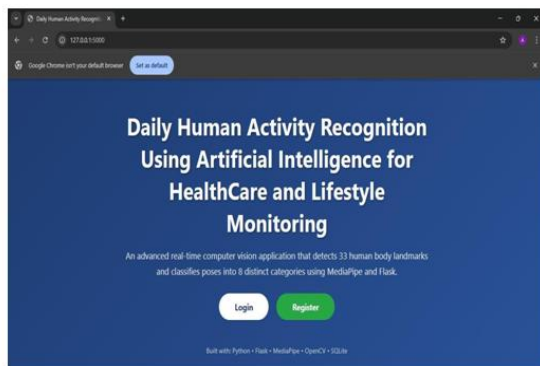 Daily Human Activity Recogniti
127.0.0.1:5000
Google Chrome isn't your default browser Set as default
Daily Human Activity Recognition
Using Artificial Intelligence for
HealthCare and Lifestyle
Monitoring
An advanced real-time computer vision application that detects 33 human body landmarks
and classifies poses into 8 distinct categories using MediaPipe and Flask.
Login Register
Built with: Python • Flask • MediaPipe • OpenCV • SQLite